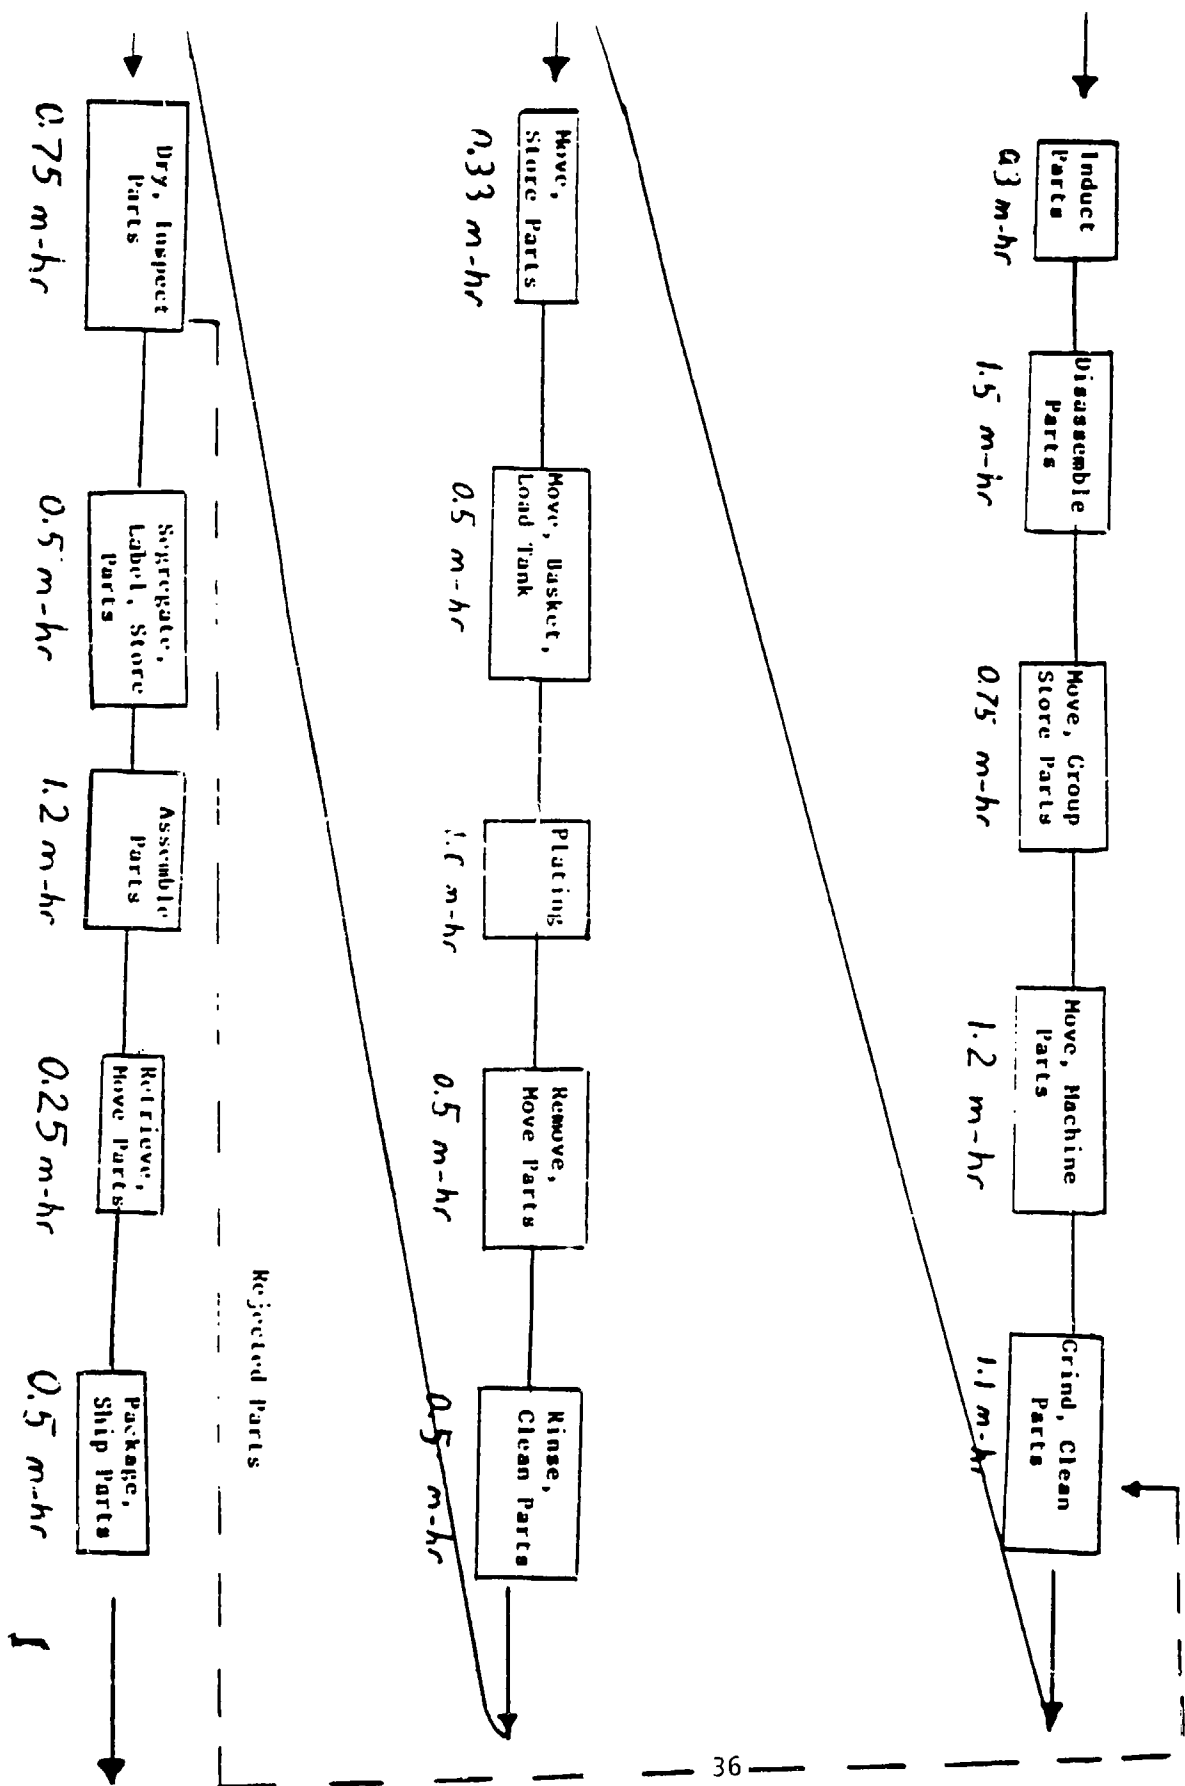 Induct
Parts
0.3 m-hr
Disassemble
Parts
1.5 m-hr
Move, Group
Store Parts
0.75 m-hr
Move, Machine
Parts
1.2 m-hr
Grind, Clean
Parts
1.1 m-hr
Move,
Store Parts
0.33 m-hr
Move, Basket,
Load Tank
0.5 m-hr
Plating
m-hr
Remove,
Move Parts
0.5 m-hr
Rinse,
Clean Parts
0.5 m-hr
Dry, Inspect
Parts
0.75 m-hr
Segregate,
Label, Store
Parts
0.5 m-hr
Assemble
Parts
1.2 m-hr
Retrieve,
Move Parts
0.25 m-hr
Package,
Ship Parts
0.5 m-hr
Rejected Parts
36